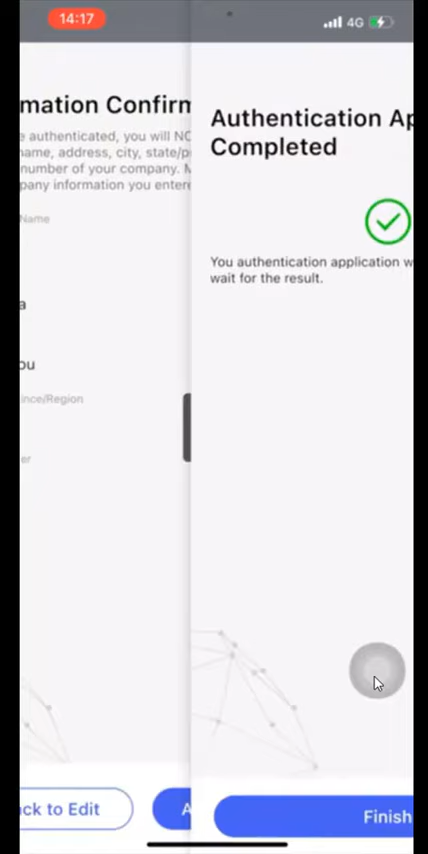 14:17
4G
mation Confirm
e authenticated, you will NO
name, address, city, state/p
number of your company. M
pany information you entere
Name
a
ou
ince/Region
er
ck to Edit
A
Authentication Ap
Completed
You authentication application w
wait for the result.
Finish